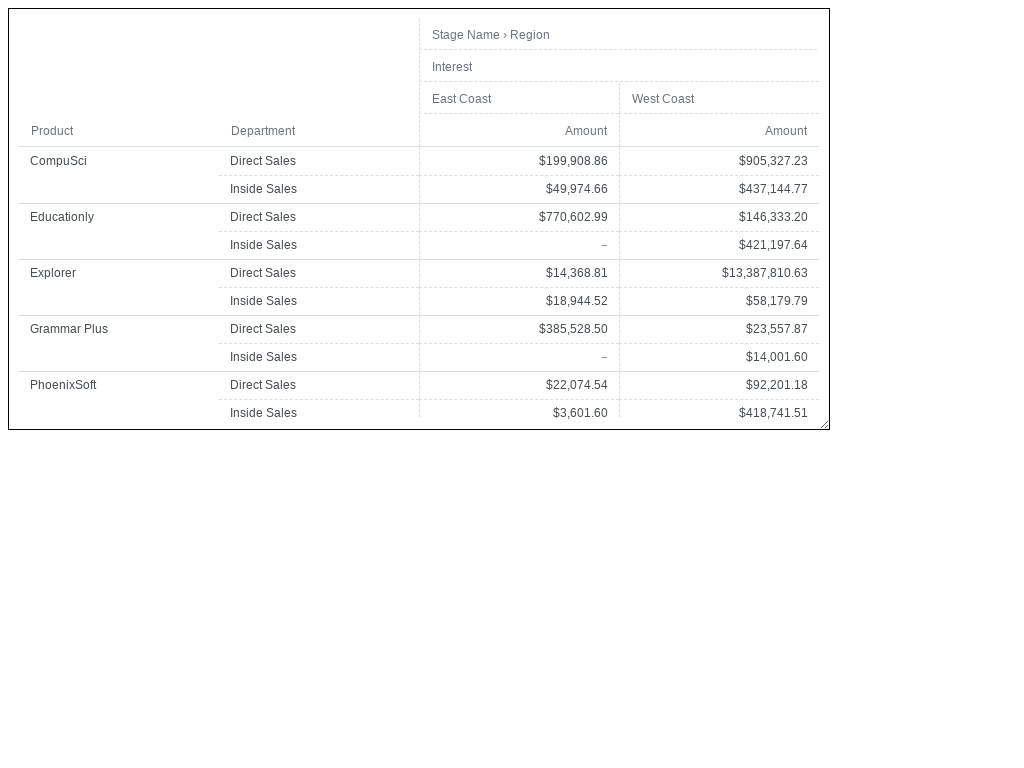 Stage Name › Region
Interest
East Coast West Coast
Product Department Amount Amount
CompuSci Direct Sales $199,908.86 $905,327.23
Inside Sales $49,974.66 $437,144.77
Educationly Direct Sales $770,602.99 $146,333.20
Inside Sales – $421,197.64
Explorer Direct Sales $14,368.81 $13,387,810.63
Inside Sales $18,944.52 $58,179.79
Grammar Plus Direct Sales $385,528.50 $23,557.87
Inside Sales – $14,001.60
PhoenixSoft Direct Sales $22,074.54 $92,201.18
Inside Sales $3,601.60 $418,741.51